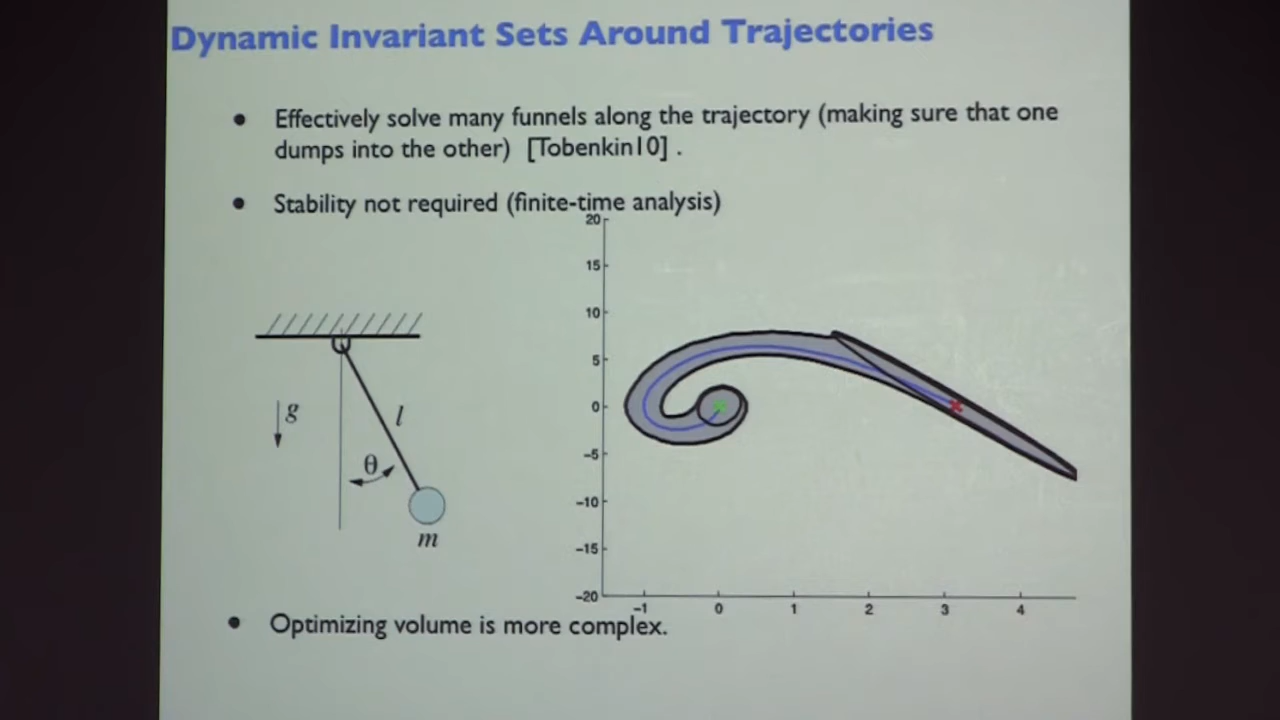 Dynamic Invariant Sets Around Trajectories
• Effectively solve many funnels along the trajectory (making sure that one
dumps into the other) [Tobenkin10] .
• Stability not required (finite-time analysis)
20
15
10
5
0
−5
−10
−15
−20
−1 0 1 2 3 4
g
l
θ
m
• Optimizing volume is more complex.